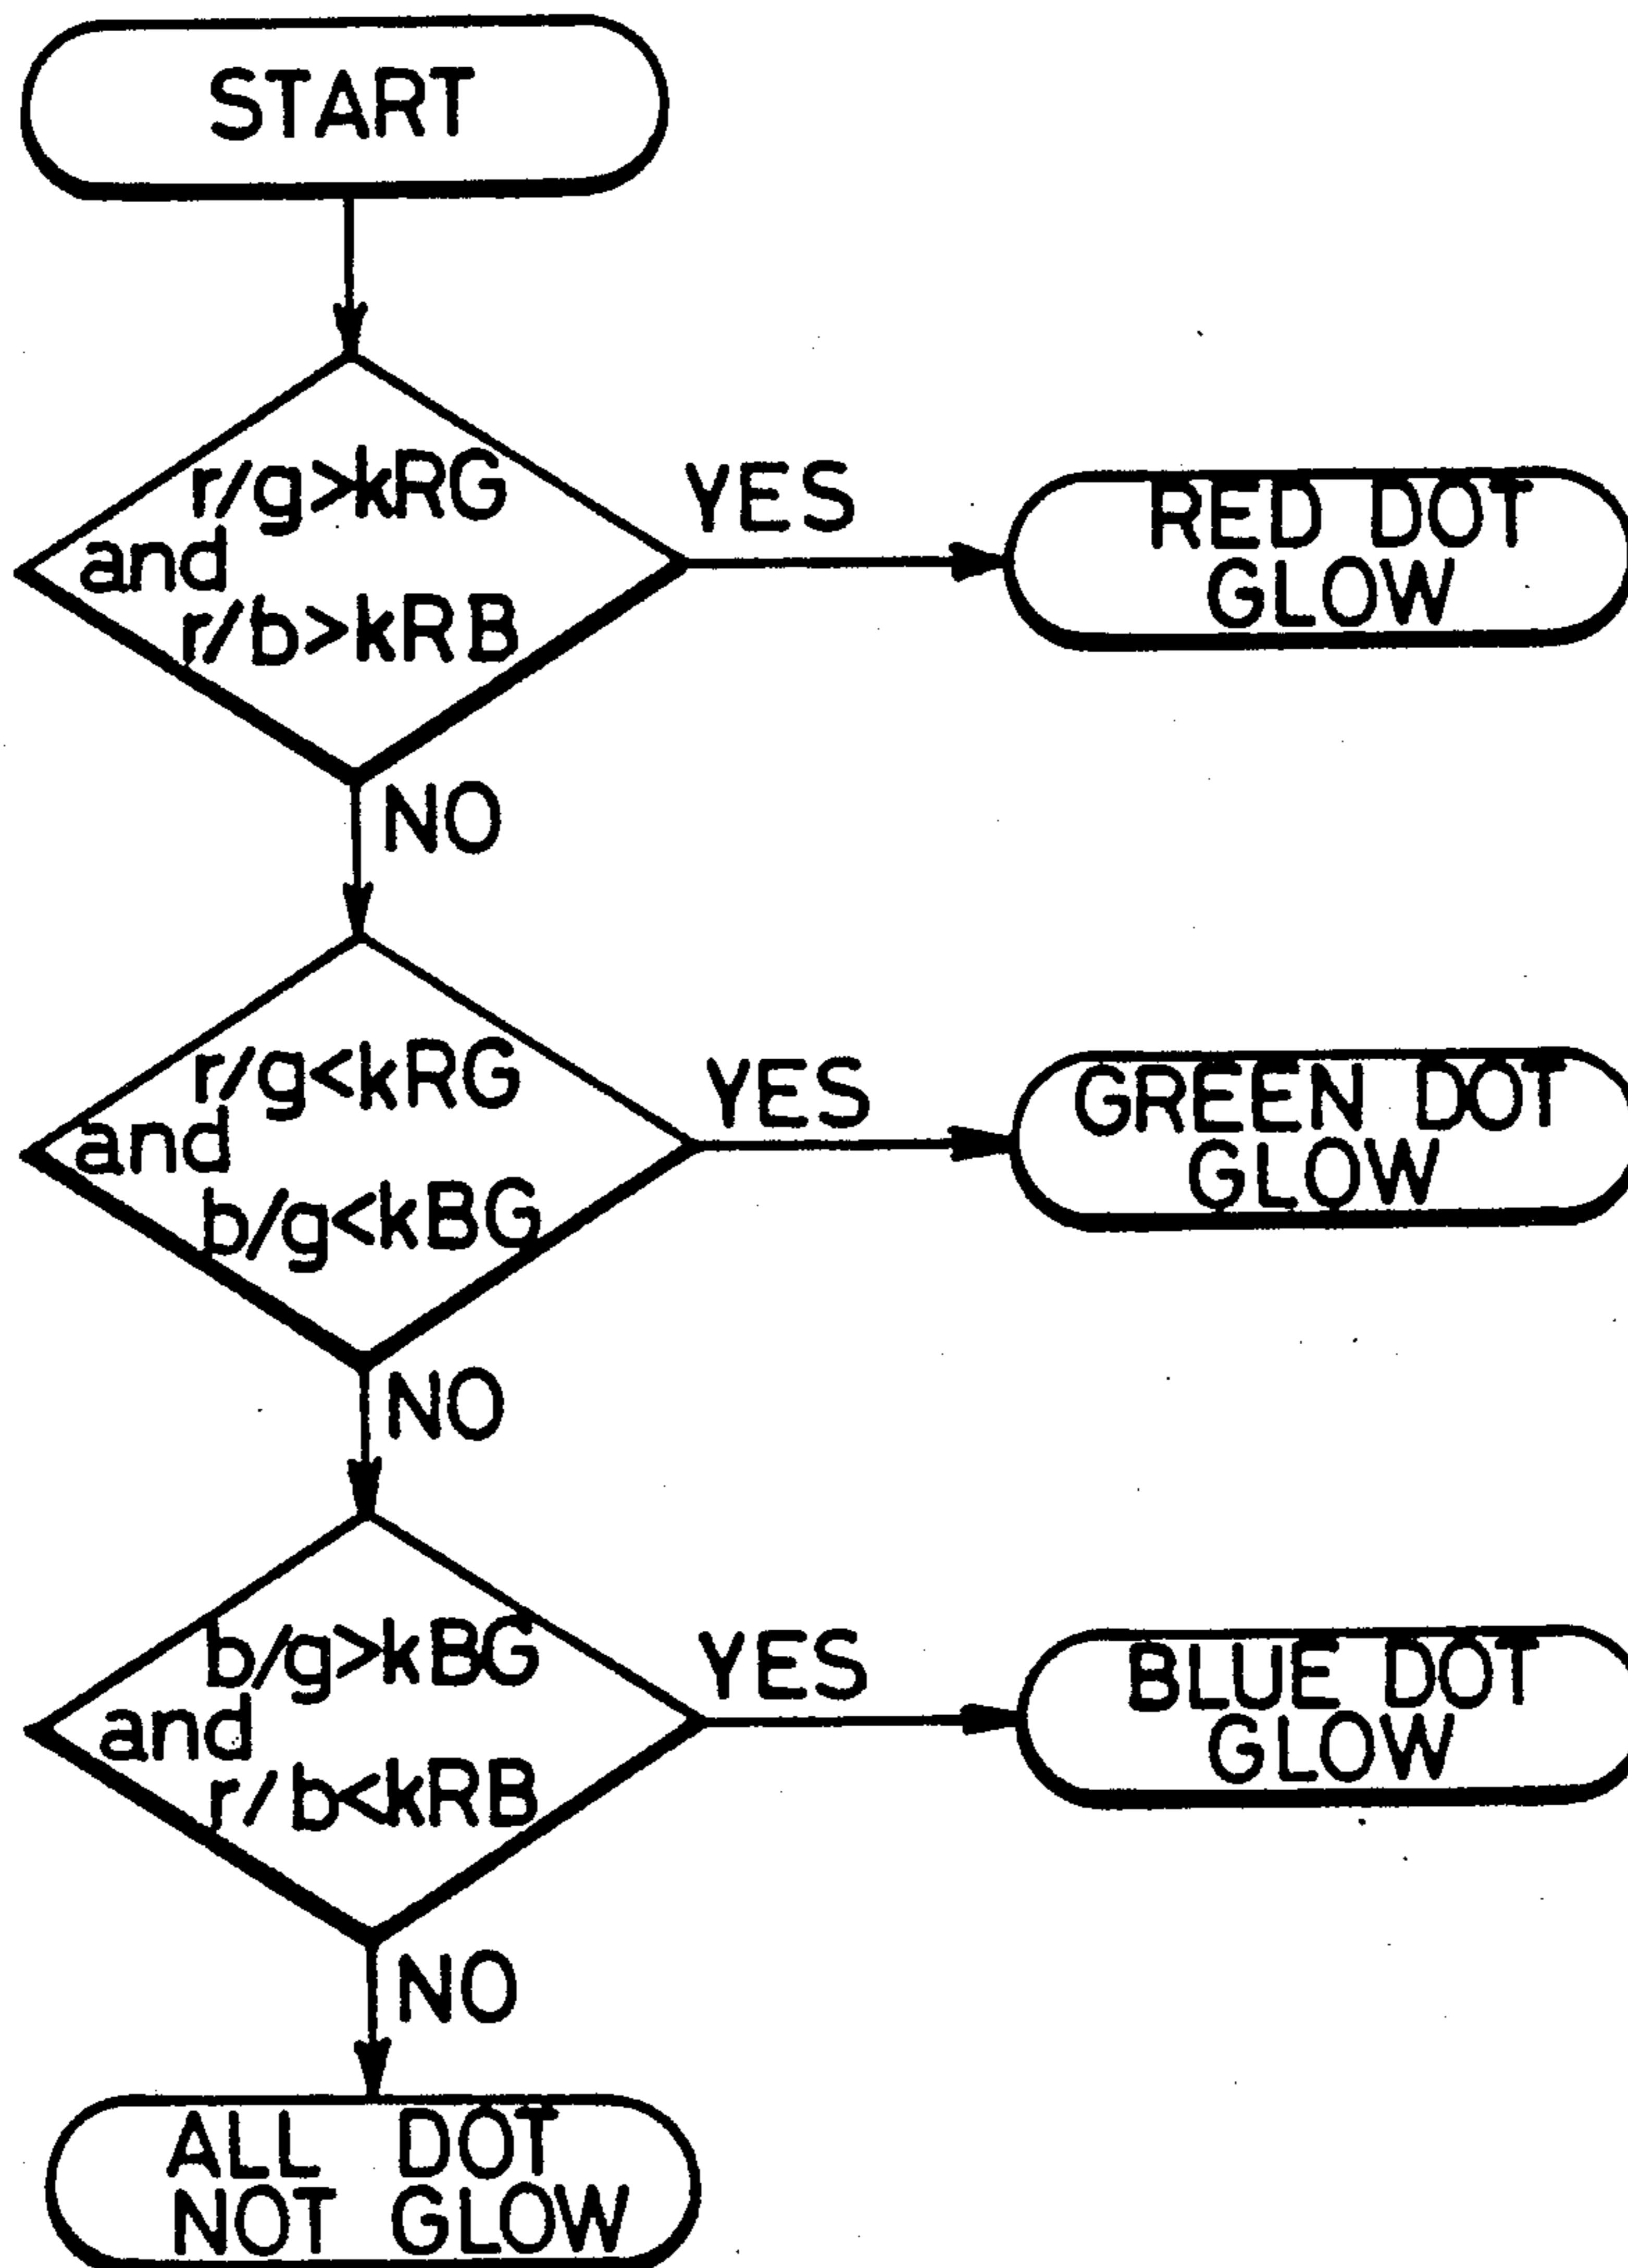 START
r/g>kRG
and
r/b>kRB
YES
RED DOT
GLOW
NO
r/g<kRG
and
b/g<kBG
YES
GREEN DOT
GLOW
NO
b/g>kBG
and
r/b<kRB
YES
BLUE DOT
GLOW
NO
ALL DOT
NOT GLOW